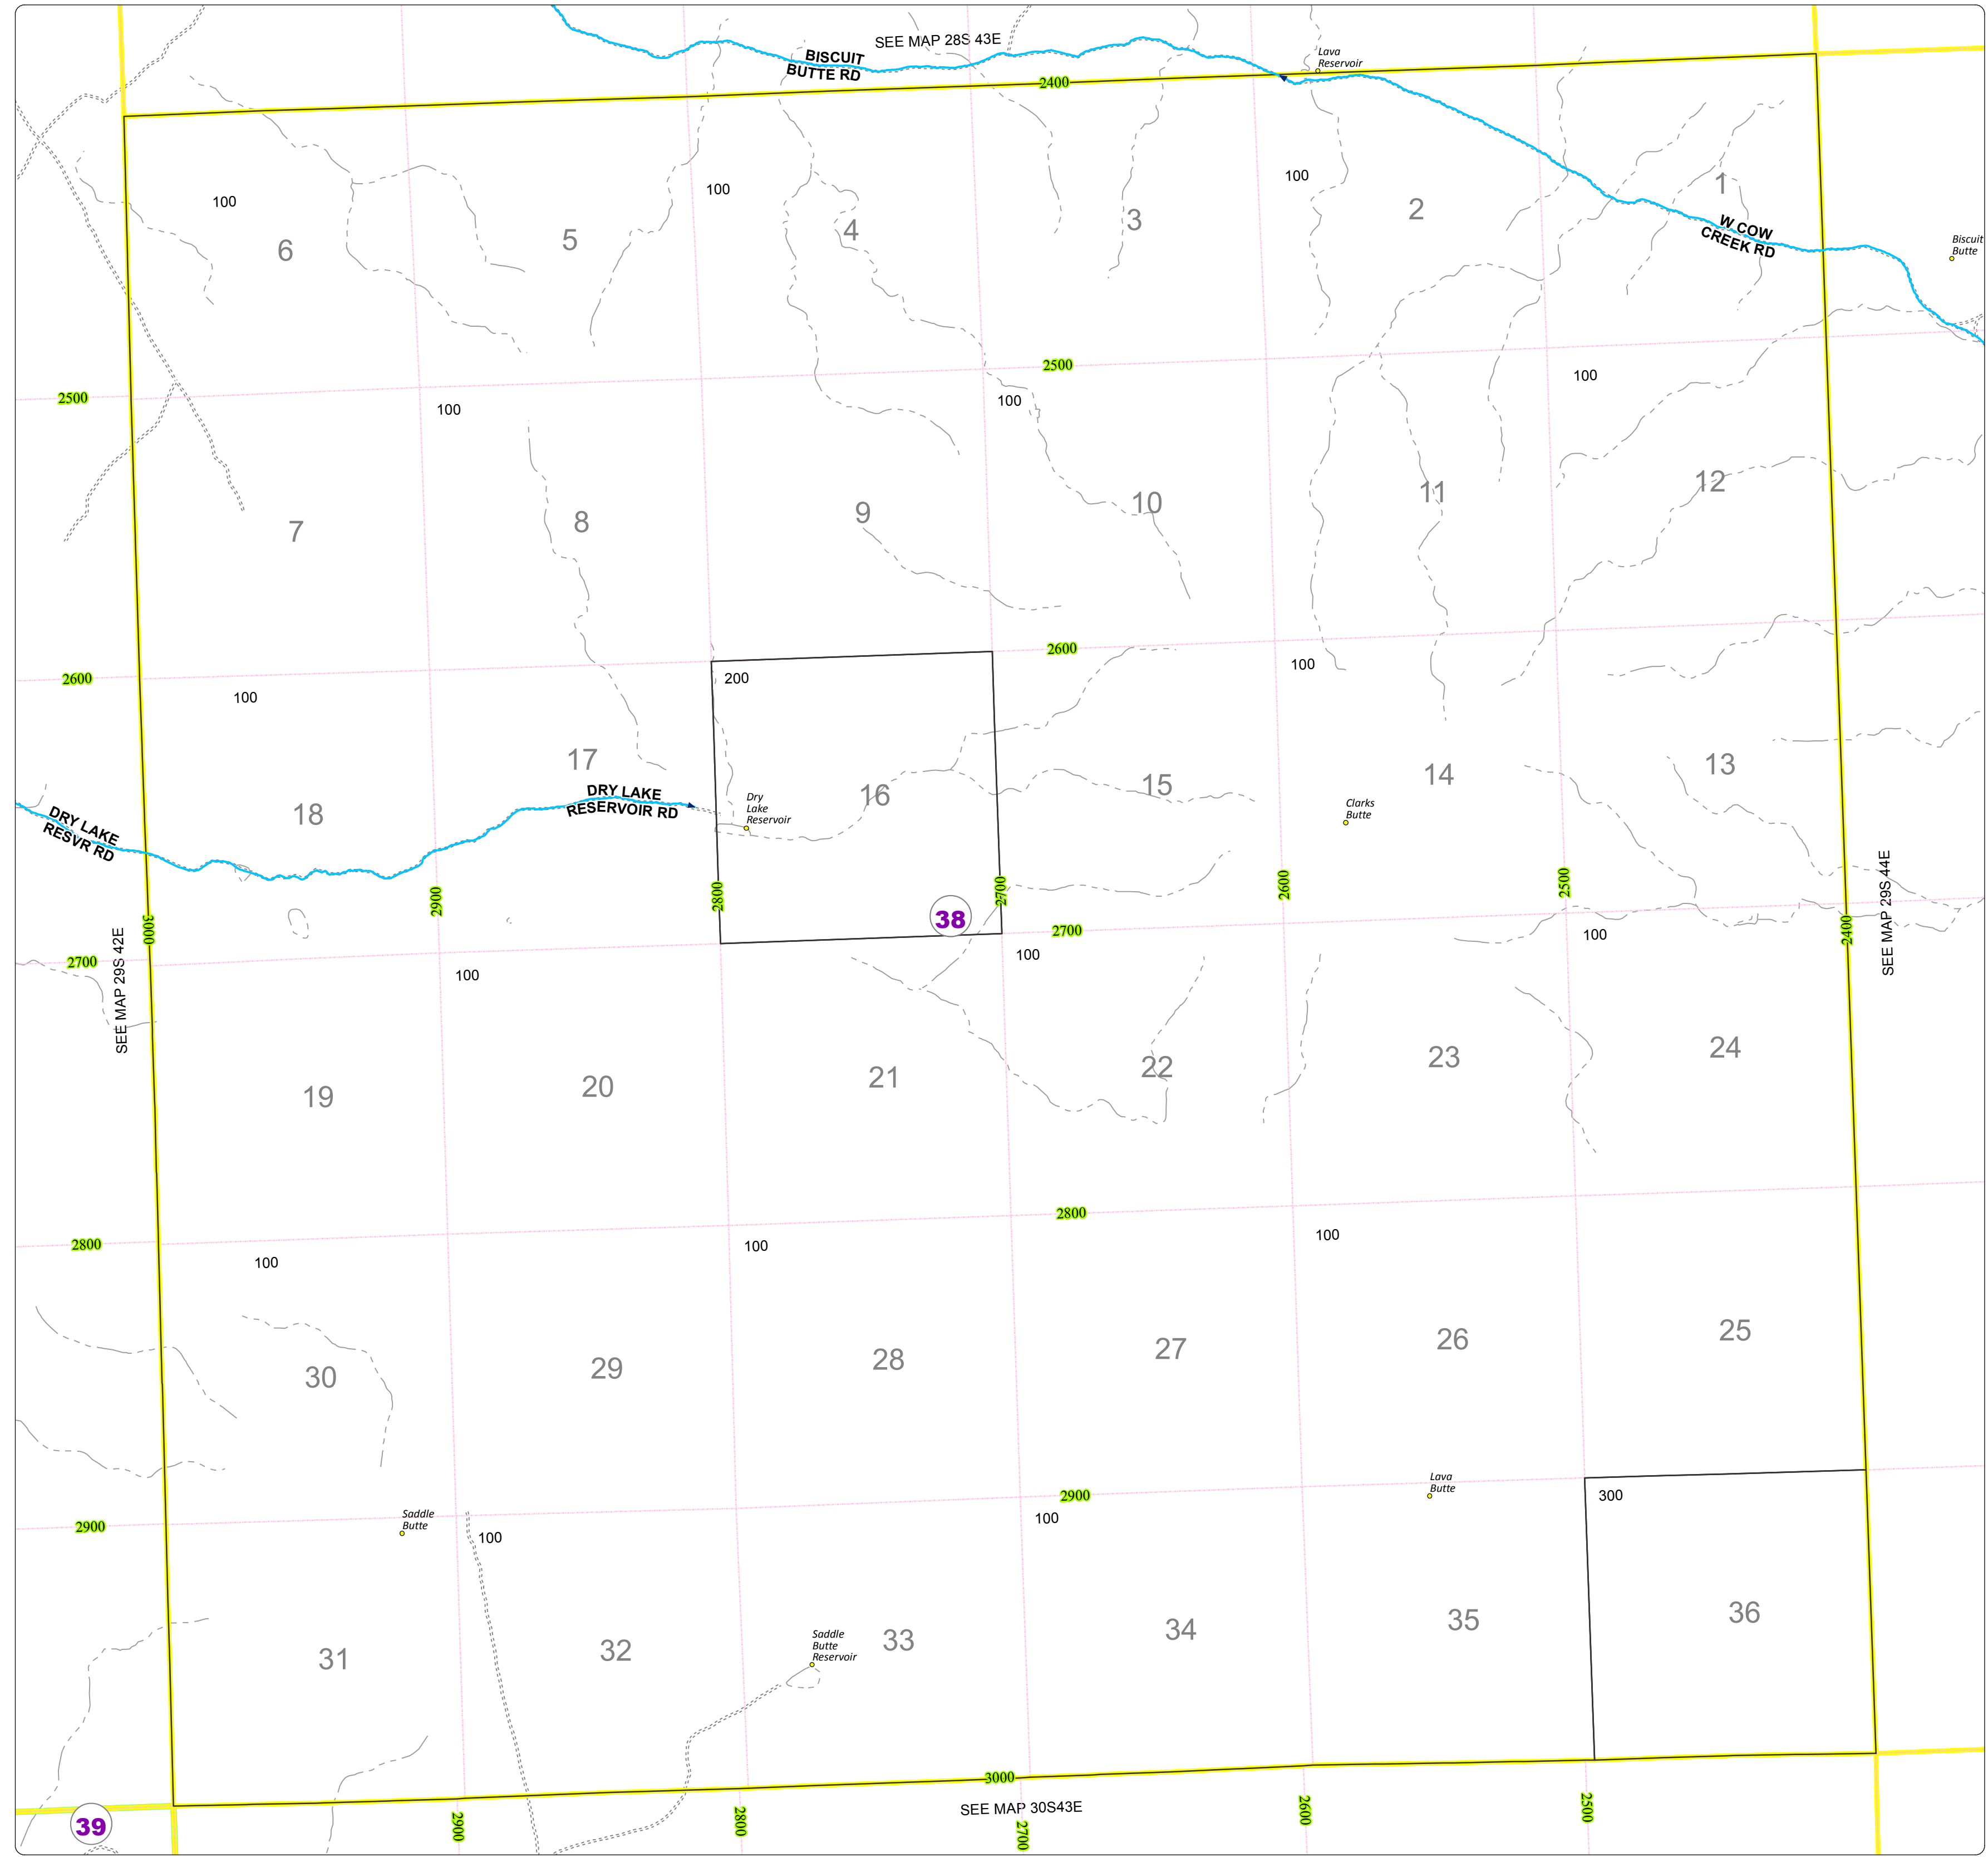 SEE MAP 28S 43E
BISCUIT
BUTTE RD
Lava
Reservoir
2400
100
100
100
1
2
3
4
5
6
W COW
CREEK RD
Biscuit
Butte
2500
2500
100
100
100
7
8
9
10
11
12
2600
2600
100
200
100
17
18
16
15
14
13
DRY LAKE
RESERVOIR RD
DRY LAKE
RESVR RD
Dry
Lake
Reservoir
Clarks
Butte
3000
2900
2800
2700
2600
2500
2400
38
SEE MAP 29S 42E
SEE MAP 29S 44E
2700
2700
100
100
100
19
20
21
22
23
24
2800
2800
100
100
100
30
29
28
27
26
25
2900
2900
Saddle
Butte
100
100
Lava
Butte
300
31
32
Saddle
Butte
Reservoir
33
34
35
36
3000
SEE MAP 30S43E
39
2900
2800
2700
2600
2500